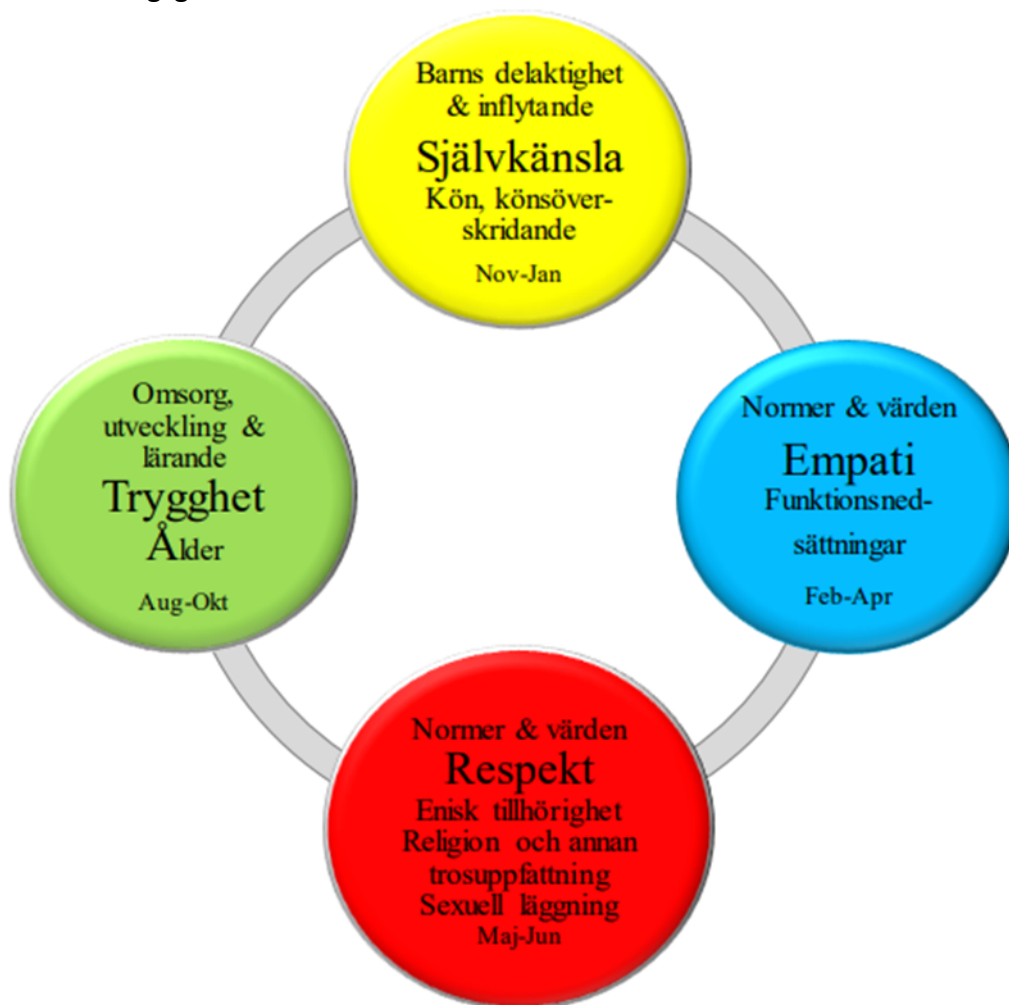 Barns delaktighet
& inflytande
Självkänsla
Kön, könsöver-
skridande
Nov-Jan
Omsorg,
utveckling &
lärande
Trygghet
Ålder
Aug-Okt
Normer & värden
Empati
Funktionsned-
sättningar
Feb-Apr
Normer & värden
Respekt
Enisk tillhörighet
Religion och annan
trosuppfattning
Sexuell läggning
Maj-Jun